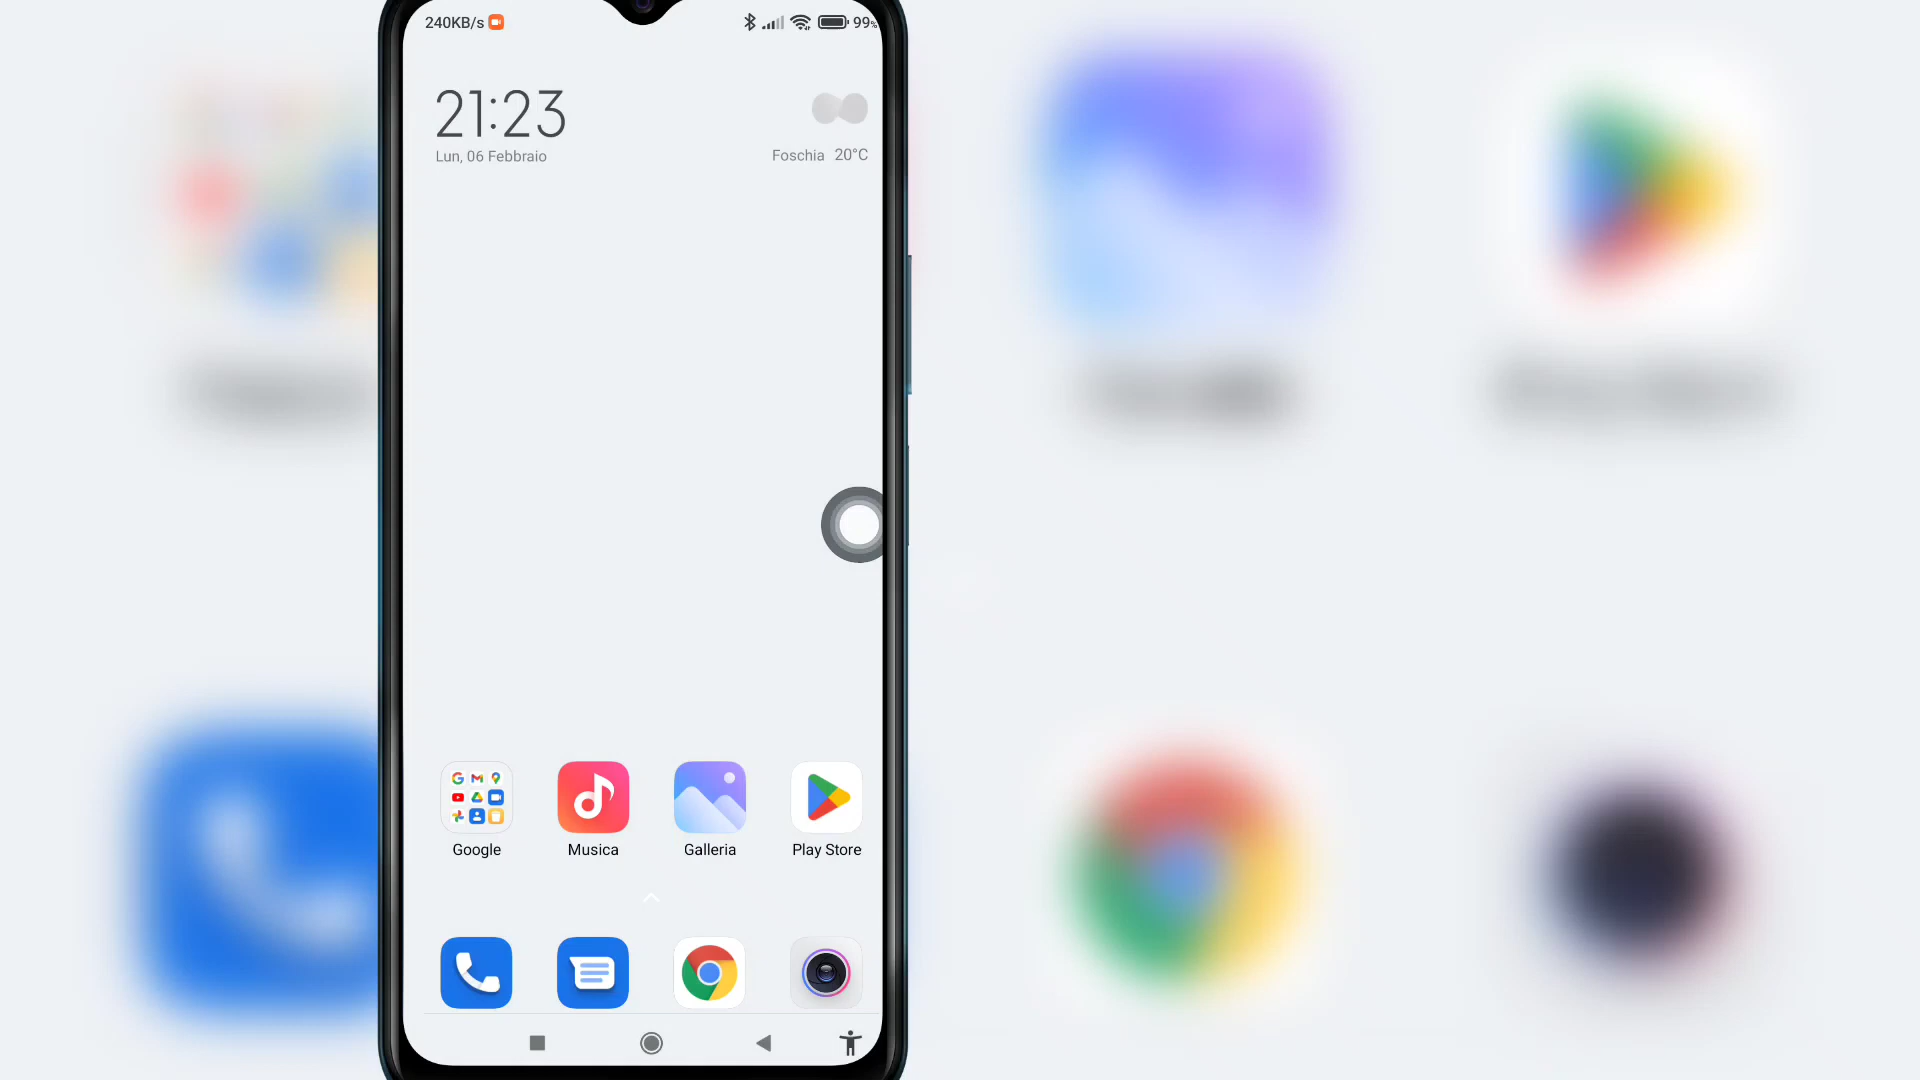 240KB/s
99%
21:23
Lun, 06 Febbraio
Foschia 20°C
Google
Musica
Galleria
Play Store